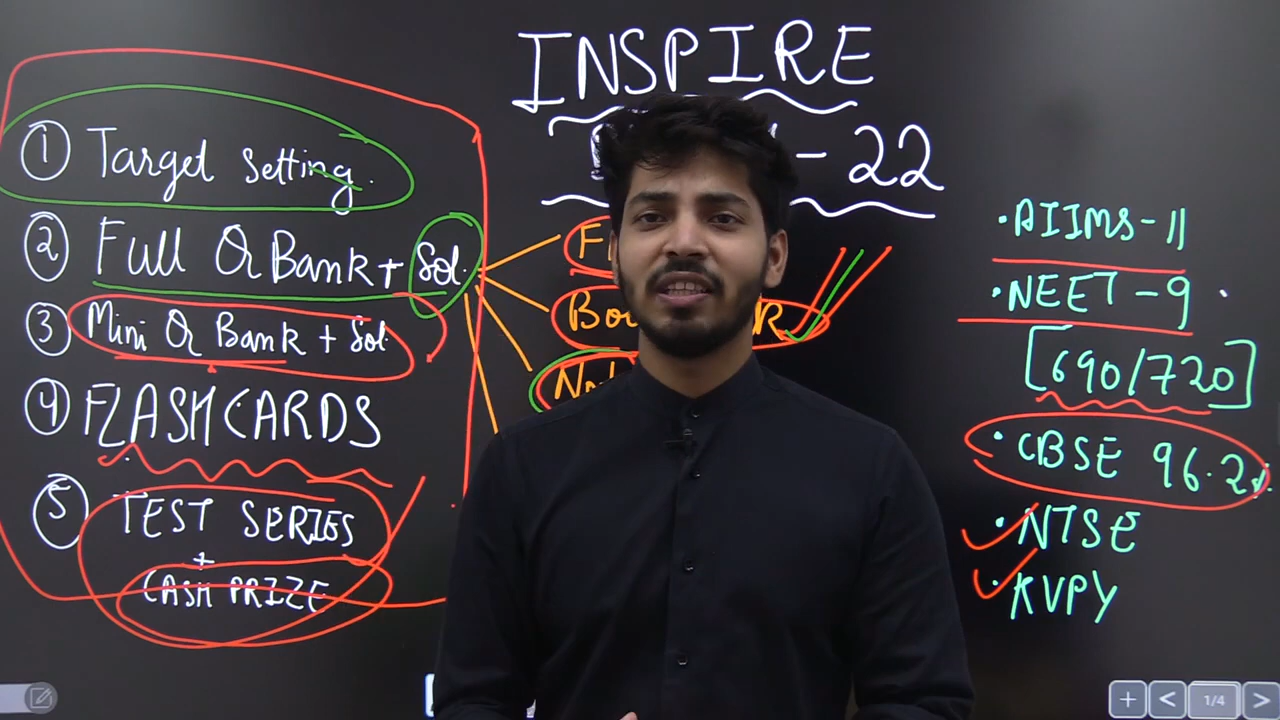 INSPIRE
- 22
① Target Setting.
② Full Q Bank + Sol.
③ Mini Q Bank + Sol.
④ FLASHCARDS
⑤ TEST SERIES
+
CASH PRIZE
• AIIMS - 11
• NEET - 9
[690/720]
• CBSE 96.2%
• NTSE
• KVPY
+ < 1/4 >